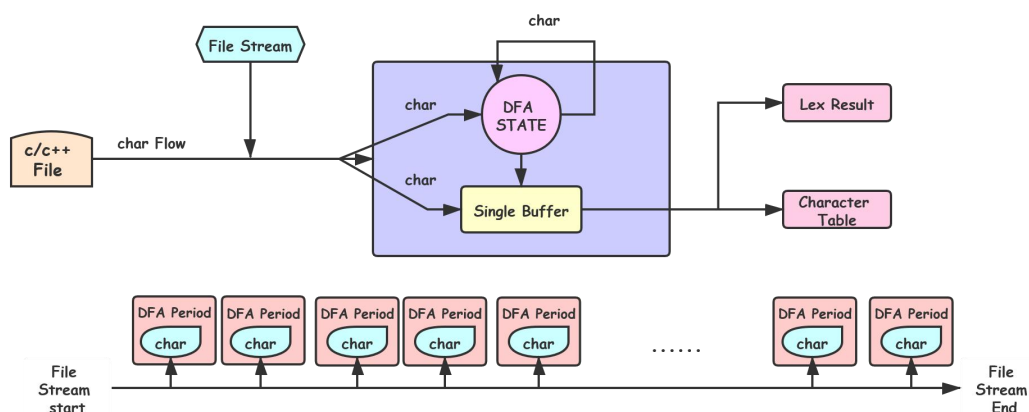 char
File Stream
char
DFA
STATE
Lex Result
c/c++
File
char Flow
char
Single Buffer
Character
Table
DFA Period
char
DFA Period
char
DFA Period
char
DFA Period
char
DFA Period
char
......
DFA Period
char
DFA Period
char
File
Stream
start
File
Stream
End